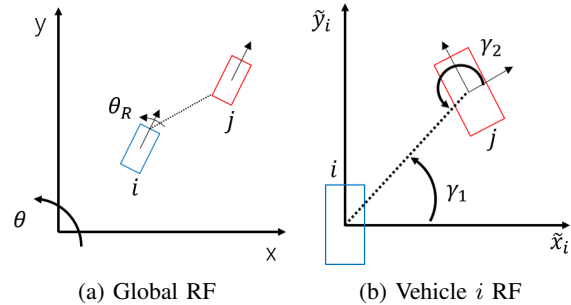 y
θ_R
j
i
θ
x
(a) Global RF
ỹ_i
γ_2
i
j
γ_1
x̃_i
(b) Vehicle i RF